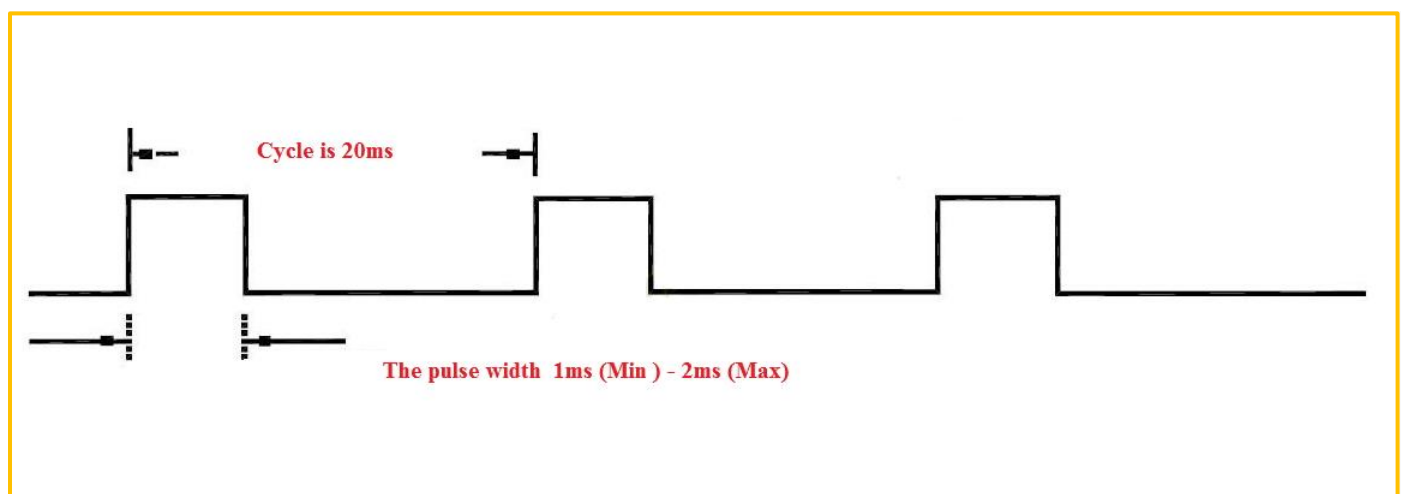 Cycle is 20ms
The pulse width 1ms (Min ) - 2ms (Max)